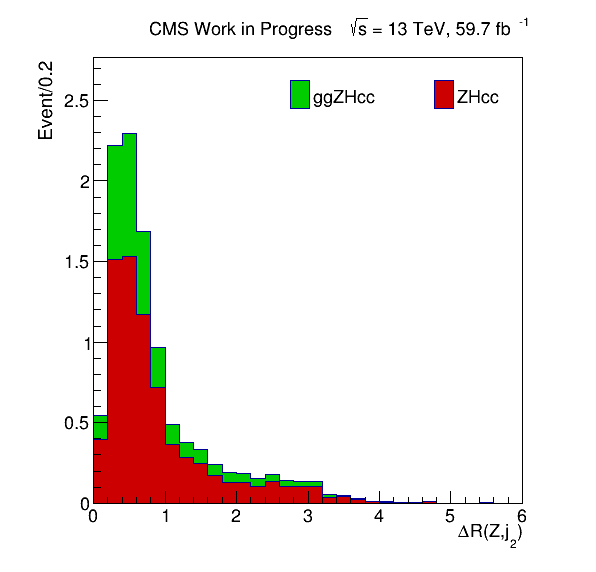 CMS Work in Progress √s = 13 TeV, 59.7 fb⁻¹
Event/0.2
ggZHcc ZHcc
2.5
2
1.5
1
0.5
0
0 1 2 3 4 5 6
ΔR(Z,j₂)